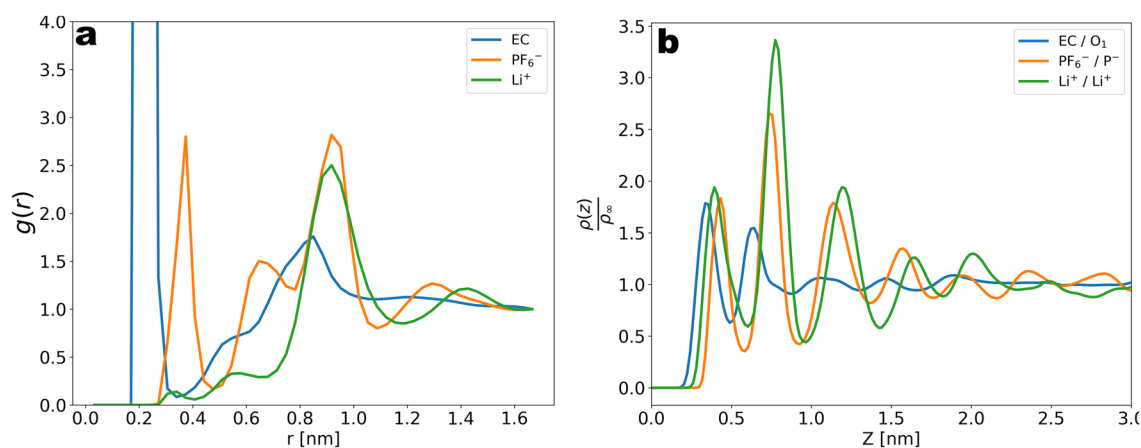 a
4.0
3.5
3.0
2.5
2.0
1.5
1.0
0.5
0.0
g(r)
EC
PF₆⁻
Li⁺
0.0 0.2 0.4 0.6 0.8 1.0 1.2 1.4 1.6
r [nm]
b
3.5
3.0
2.5
2.0
1.5
1.0
0.5
0.0
ρ(z)
ρ∞
EC / O₁
PF₆⁻ / P⁻
Li⁺ / Li⁺
0.0 0.5 1.0 1.5 2.0 2.5 3.0
Z [nm]